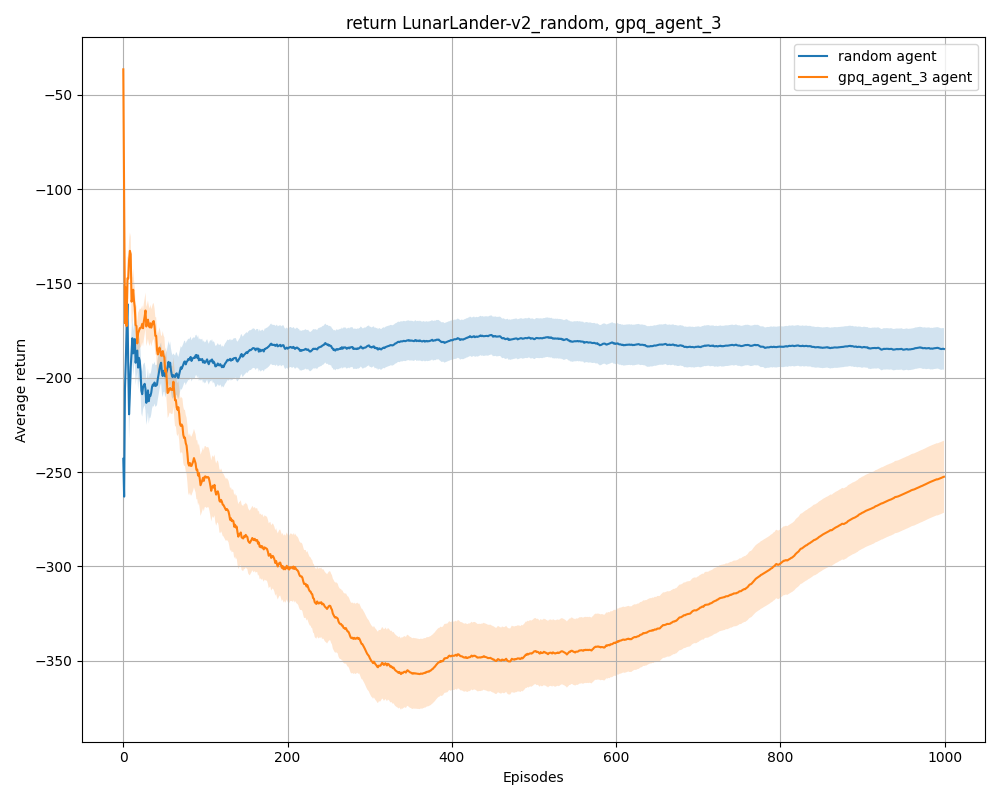 return LunarLander-v2_random, gpq_agent_3
random agent
gpq_agent_3 agent
Average return
−50
−100
−150
−200
−250
−300
−350
0
200
400
600
800
1000
Episodes